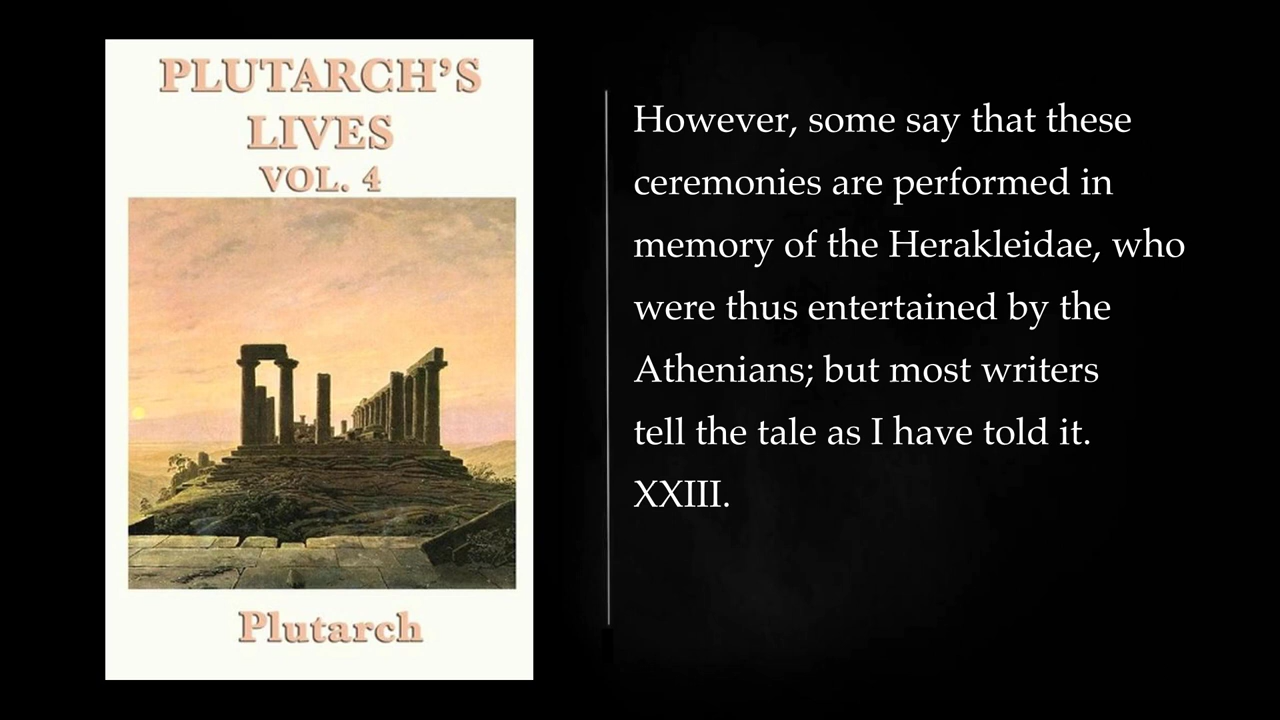 PLUTARCH'S
LIVES
VOL. 4
Plutarch
However, some say that these
ceremonies are performed in
memory of the Herakleidae, who
were thus entertained by the
Athenians; but most writers
tell the tale as I have told it.
XXIII.